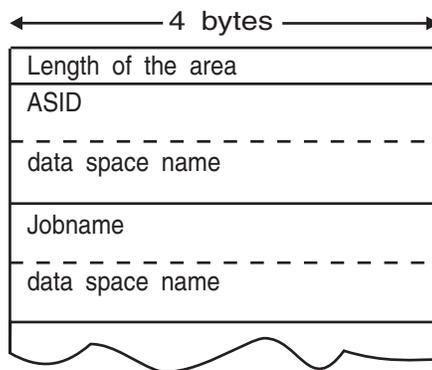 4 bytes
Length of the area
ASID
data space name
Jobname
data space name